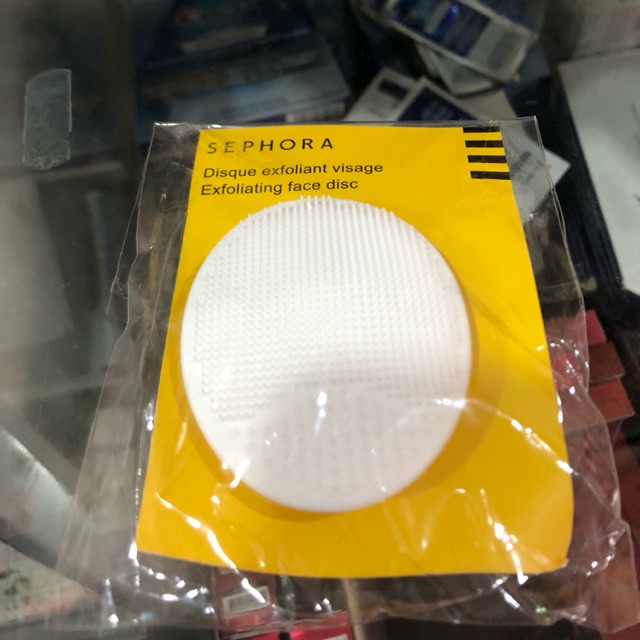 SEPHORA
Disque exfoliant visage
Exfoliating face disc